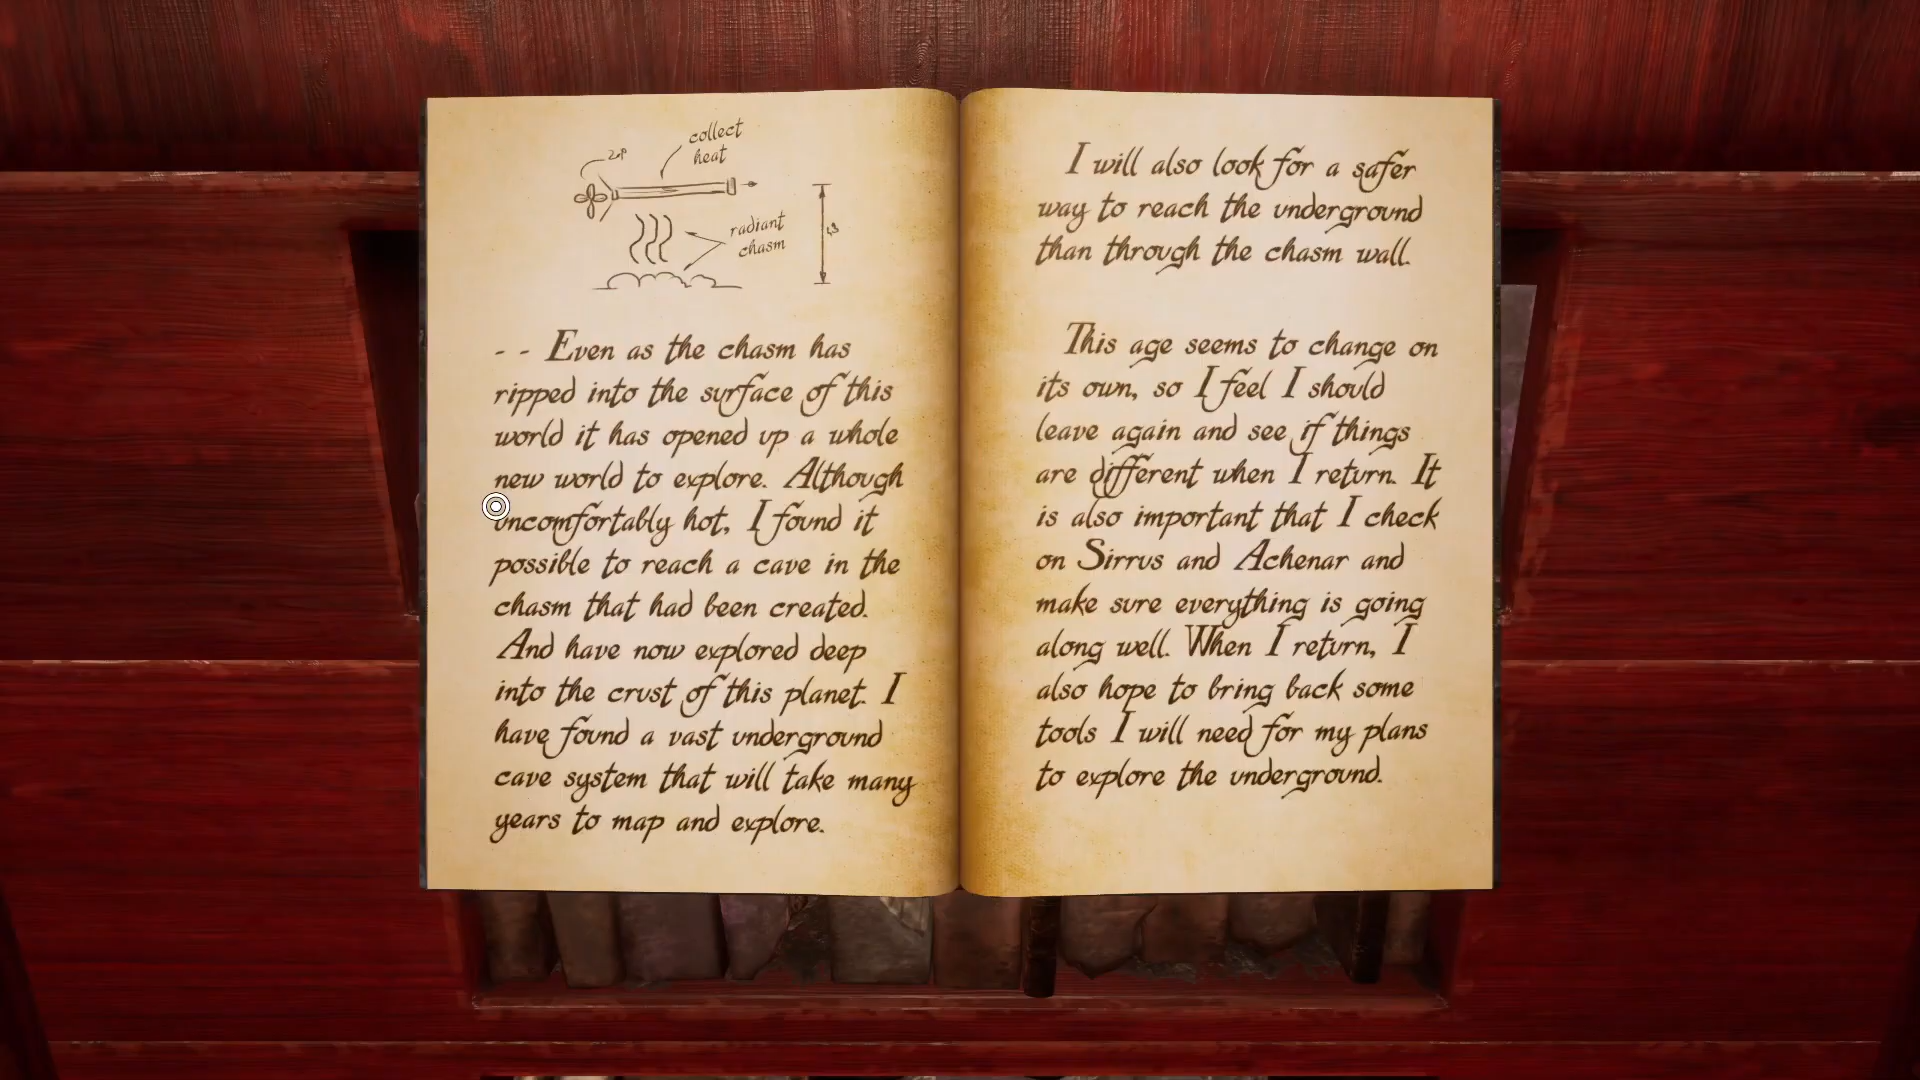 collect
heat
radiant
chasm
- - Even as the chasm has
ripped into the surface of this
world it has opened up a whole
new world to explore. Although
uncomfortably hot, I found it
possible to reach a cave in the
chasm that had been created.
And have now explored deep
into the crust of this planet. I
have found a vast underground
cave system that will take many
years to map and explore.
I will also look for a safer
way to reach the underground
than through the chasm wall.
This age seems to change on
its own, so I feel I should
leave again and see if things
are different when I return. It
is also important that I check
on Sirrus and Achenar and
make sure everything is going
along well. When I return, I
also hope to bring back some
tools I will need for my plans
to explore the underground.